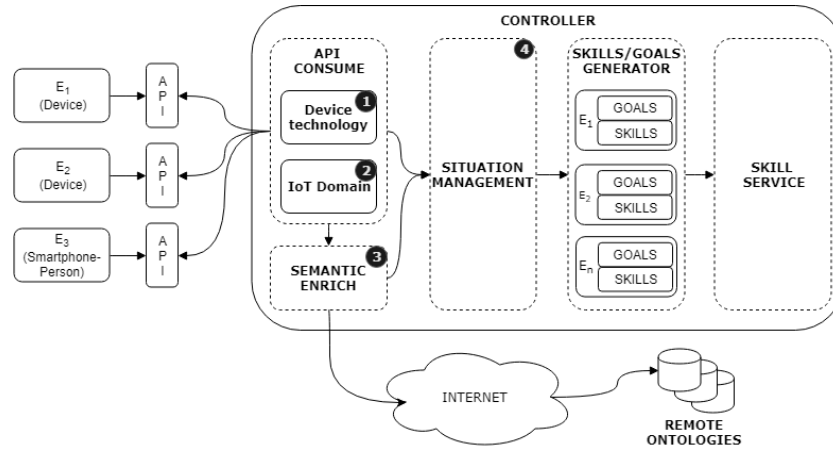 CONTROLLER
E1
(Device)
A
P
I
E2
(Device)
A
P
I
E3
(Smartphone-
Person)
A
P
I
API
CONSUME
1
Device
technology
2
IoT Domain
3
SEMANTIC
ENRICH
4
SITUATION
MANAGEMENT
SKILLS/GOALS
GENERATOR
E1
GOALS
SKILLS
E2
GOALS
SKILLS
En
GOALS
SKILLS
SKILL
SERVICE
INTERNET
REMOTE
ONTOLOGIES